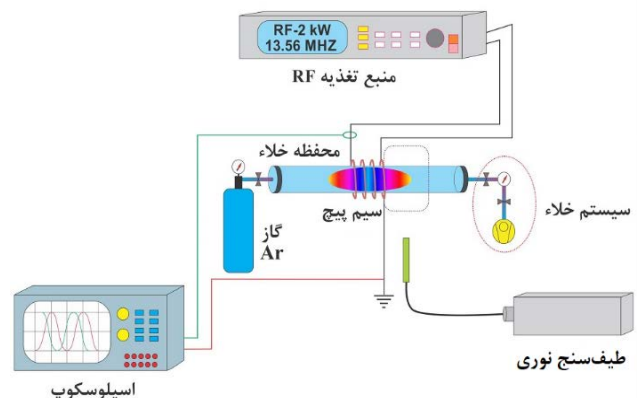 RF-2 kW
13.56 MHZ
منبع تغذیه RF
محفظه خلاء
سیم پیچ
گاز
Ar
سیستم خلاء
طیف‌سنج نوری
اسیلوسکوپ